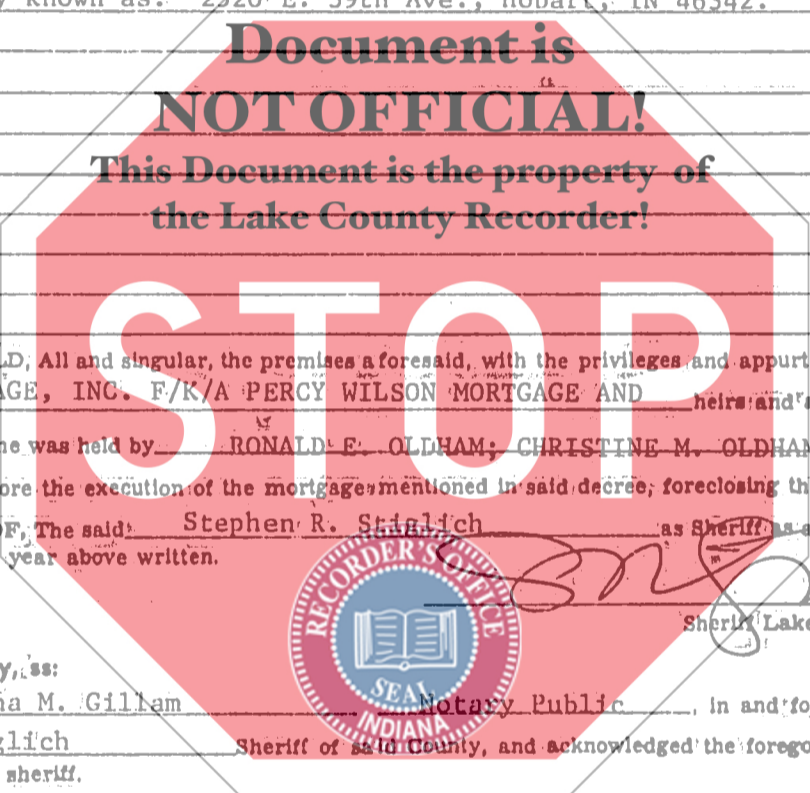 known as: 2520 E. 39th Ave., Hobart, IN 46342.
Document is
NOT OFFICIAL!
This Document is the property of
the Lake County Recorder!
STOP
D, All and singular, the premises aforesaid, with the privileges and appurt
AGE, INC. F/K/A PERCY WILSON MORTGAGE AND heirs and
was held by RONALD E. OLDHAM; CHRISTINE M. OLDHAM
ore the execution of the mortgage mentioned in said decree, foreclosing th
F, The said Stephen R. Stiglich as Sheriff as a
year above written.
Sheriff Lake
RECORDER'S OFFICE
SEAL
INDIANA
y, ss:
na M. Gillam Notary Public, in and fo
glich Sheriff of said County, and acknowledged the forego
sheriff.